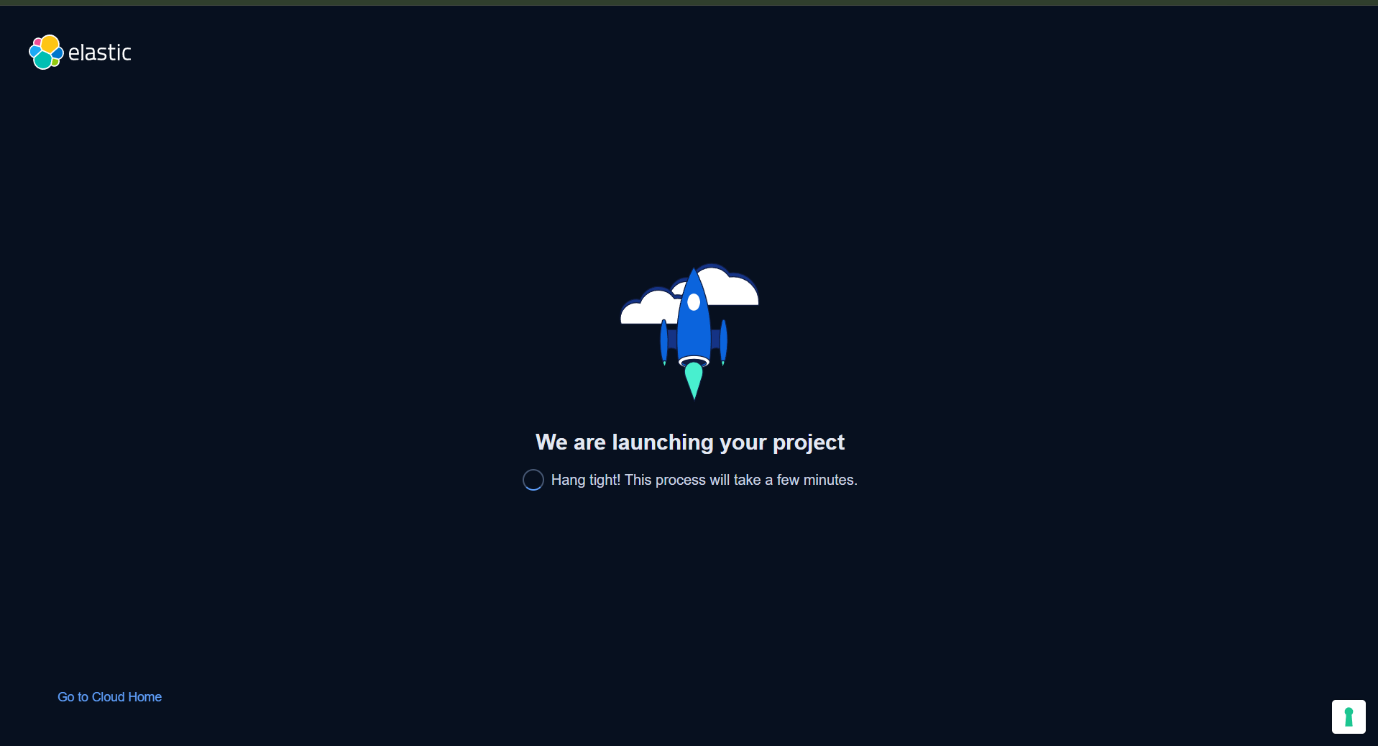 elastic
We are launching your project
Hang tight! This process will take a few minutes.
Go to Cloud Home